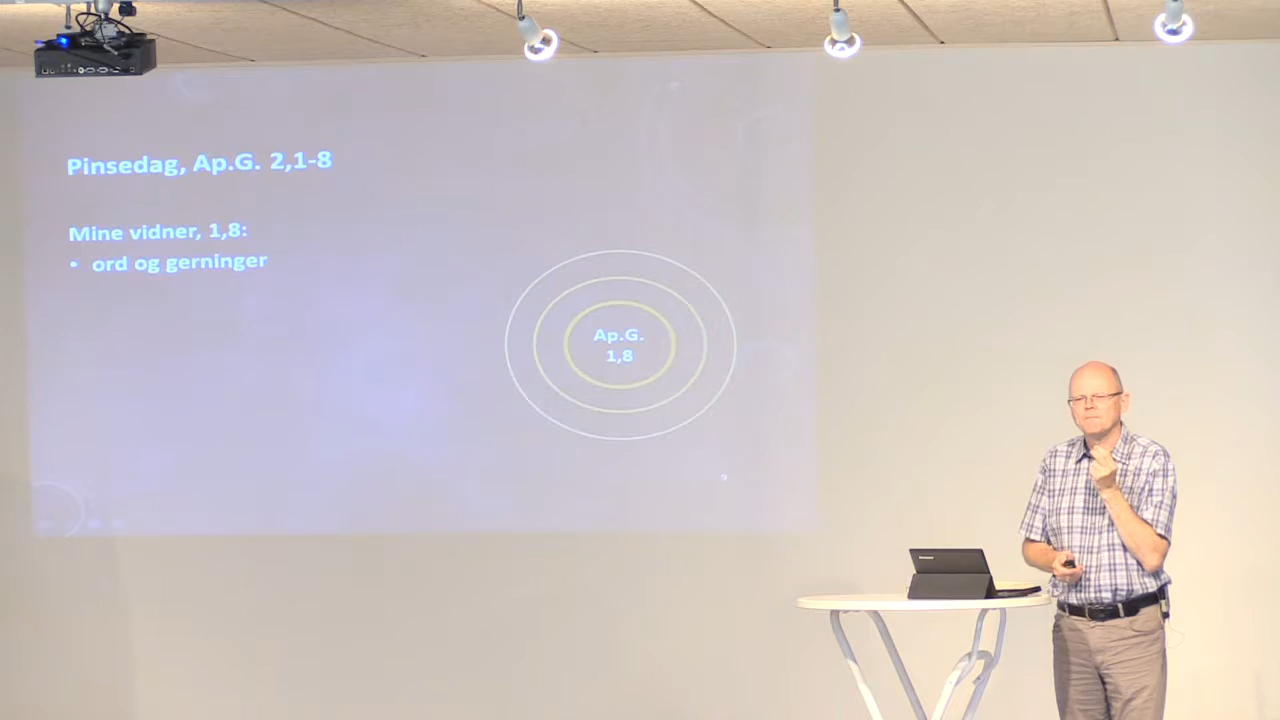 Pinsedag, Ap.G. 2,1-8
Mine vidner, 1,8:
• ord og gerninger
Ap.G.
1,8